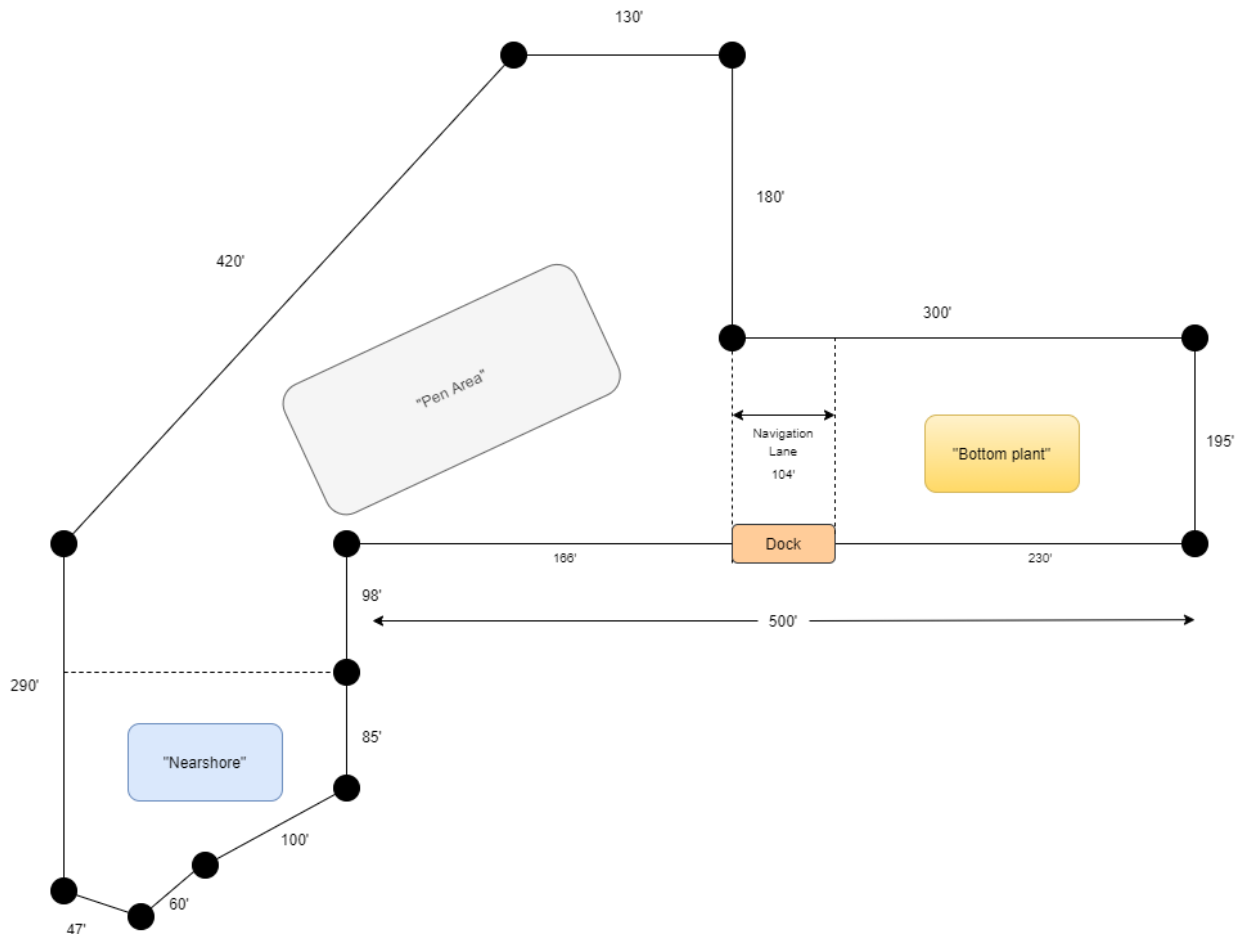 130'
180'
420'
300'
"Pen Area"
Navigation
Lane
104'
"Bottom plant"
195'
Dock
166'
230'
98'
500'
290'
85'
"Nearshore"
100'
60'
47'